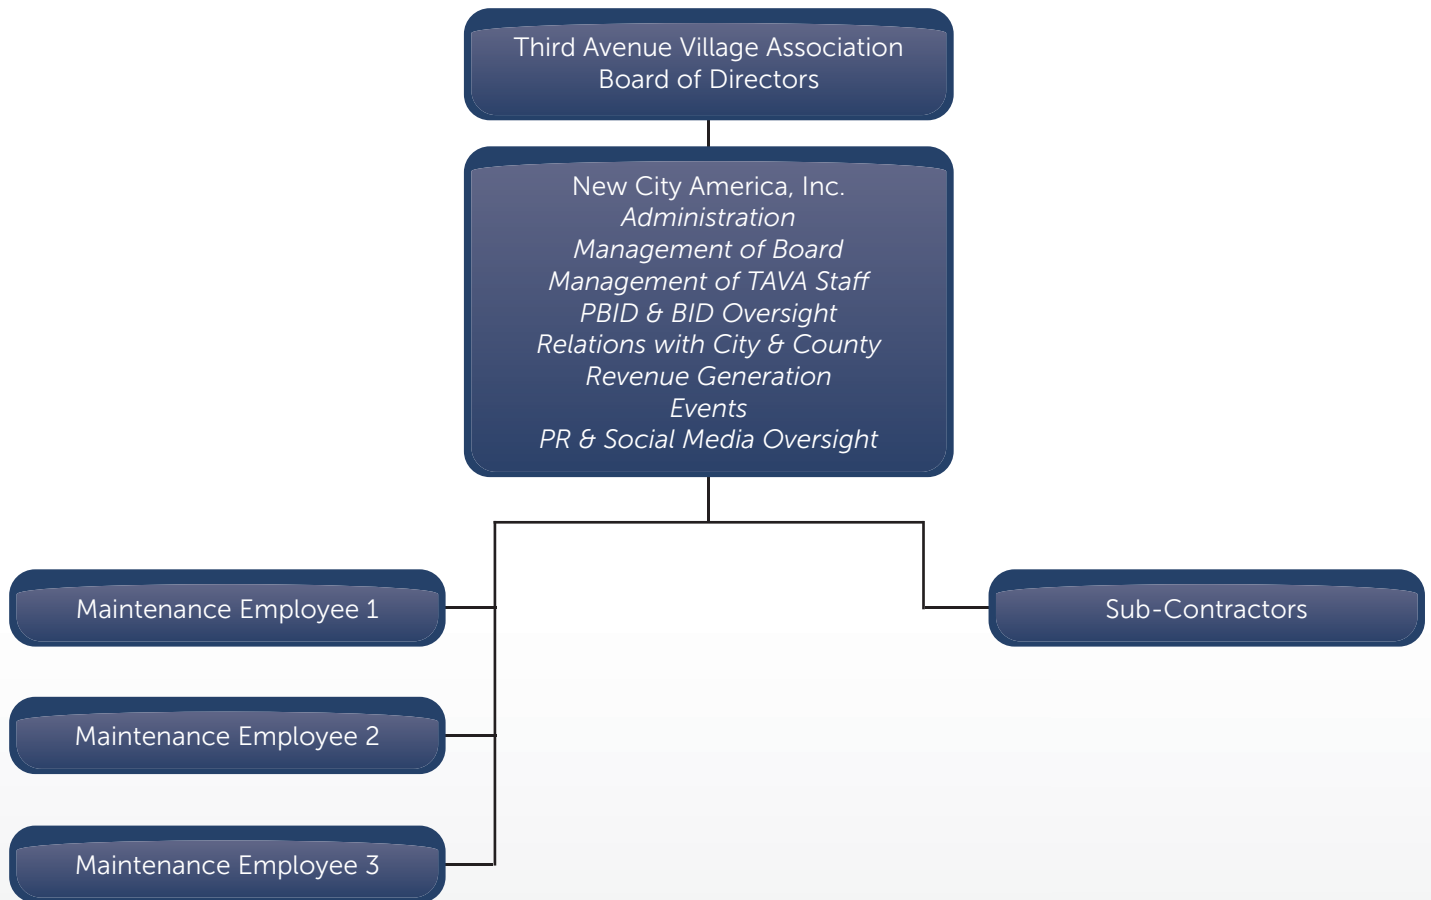 Third Avenue Village Association
Board of Directors
New City America, Inc.
Administration
Management of Board
Management of TAVA Staff
PBID & BID Oversight
Relations with City & County
Revenue Generation
Events
PR & Social Media Oversight
Maintenance Employee 1
Sub-Contractors
Maintenance Employee 2
Maintenance Employee 3